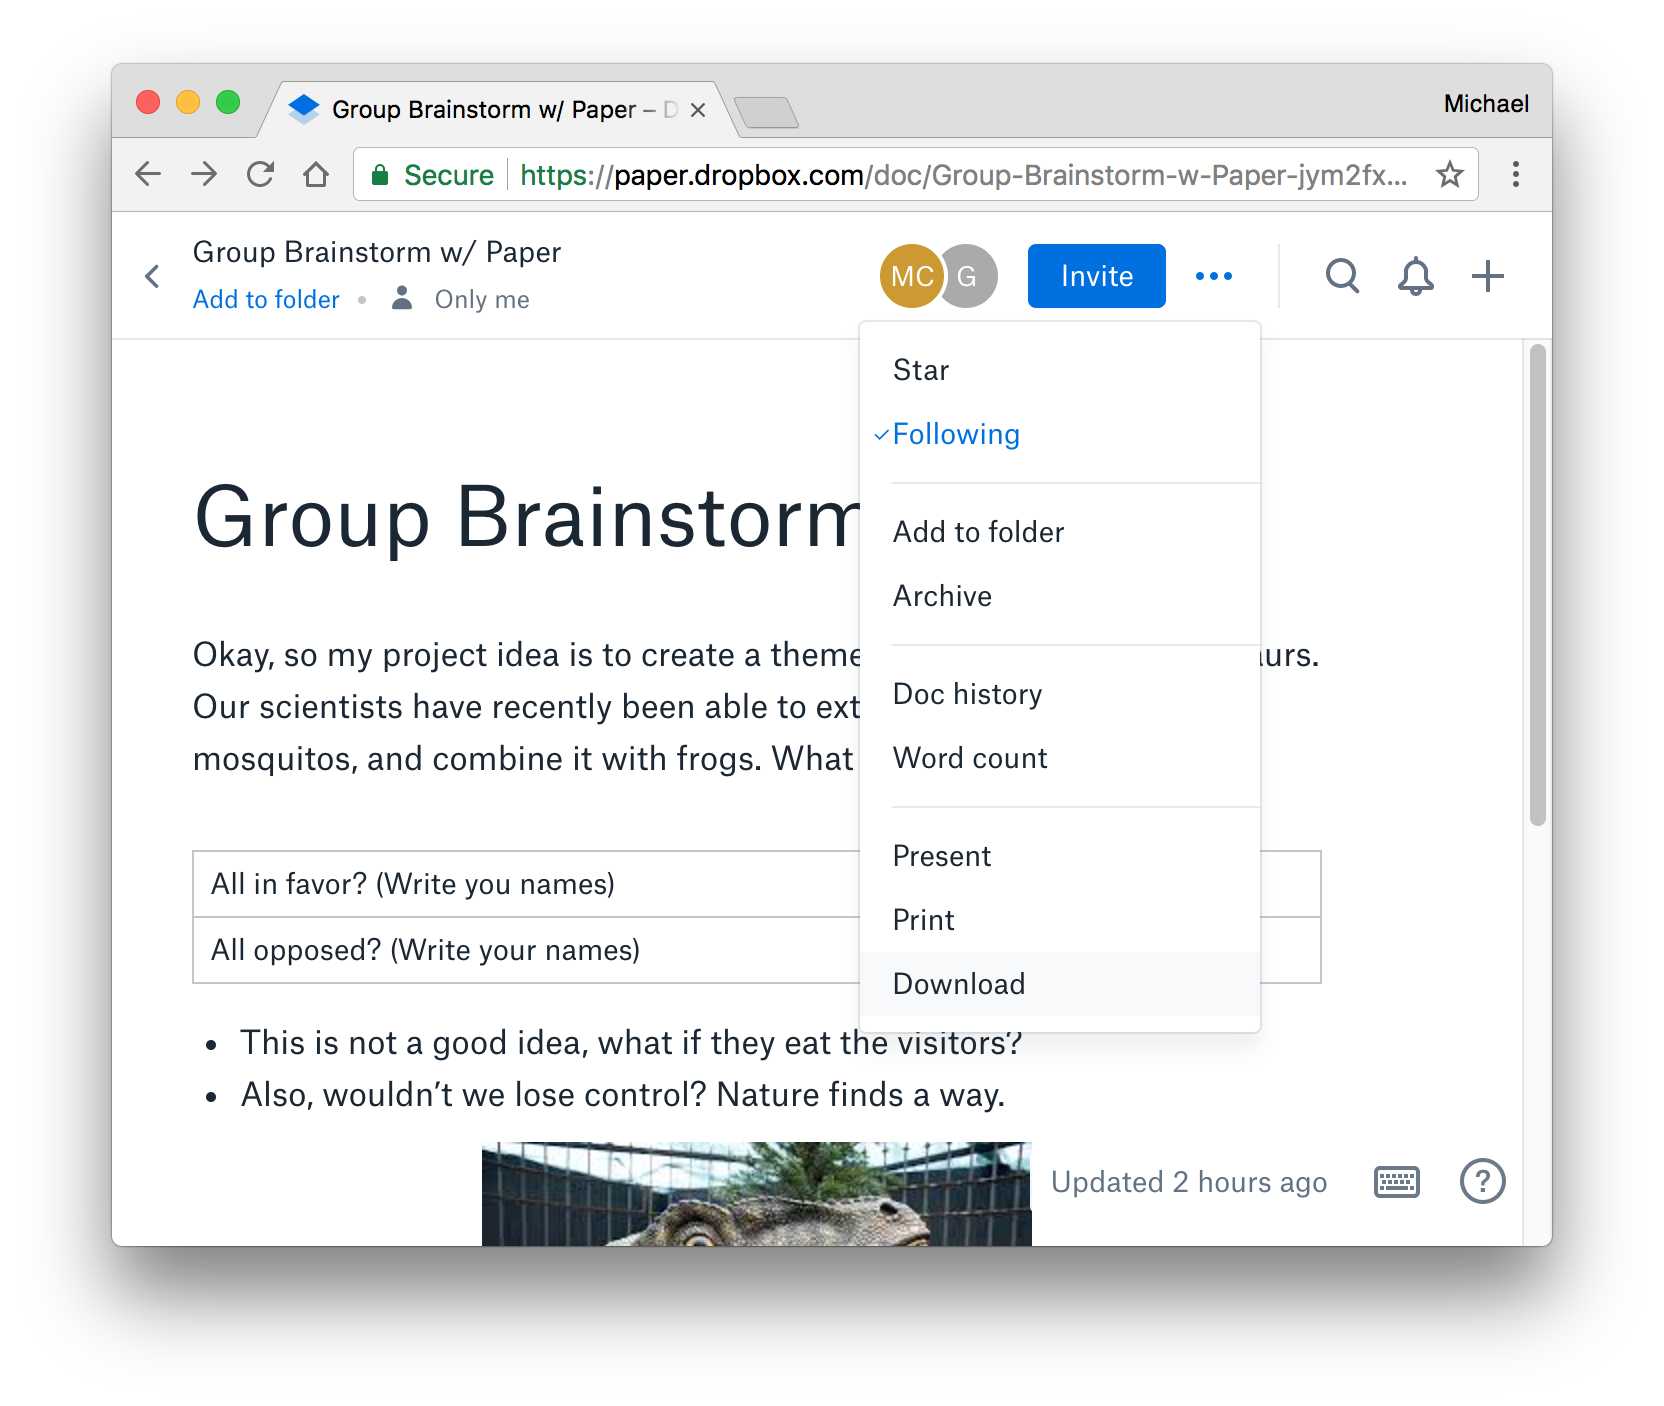 Group Brainstorm w/ Paper – D
Michael
Secure https://paper.dropbox.com/doc/Group-Brainstorm-w-Paper-jym2fx...
Group Brainstorm w/ Paper
Add to folder • Only me
MC G Invite
Star
Following
Add to folder
Archive
Doc history
Word count
Present
Print
Download
Group Brainstorm
Okay, so my project idea is to create a theme
Our scientists have recently been able to
mosquitos, and combine it with frogs. What
All in favor? (Write you names)
All opposed? (Write your names)
• This is not a good idea, what if they eat the visitors?
• Also, wouldn’t we lose control? Nature finds a way.
Updated 2 hours ago
?